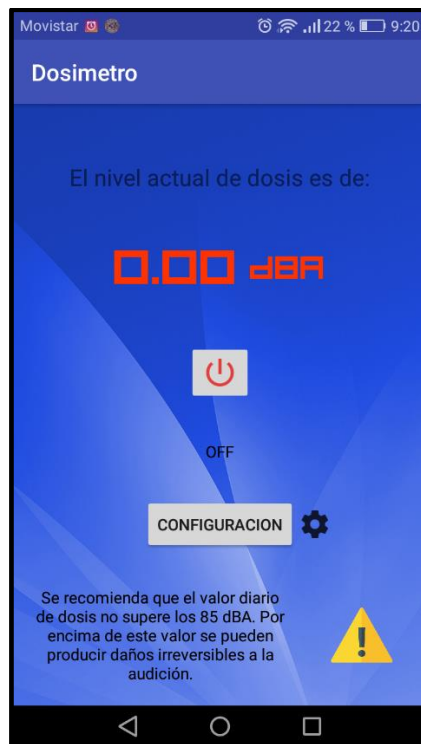 Movistar 22 % 9:20
Dosimetro
El nivel actual de dosis es de:
0.00 dBA
OFF
CONFIGURACION
Se recomienda que el valor diario
de dosis no supere los 85 dBA. Por
encima de este valor se pueden
producir daños irreversibles a la
audición.